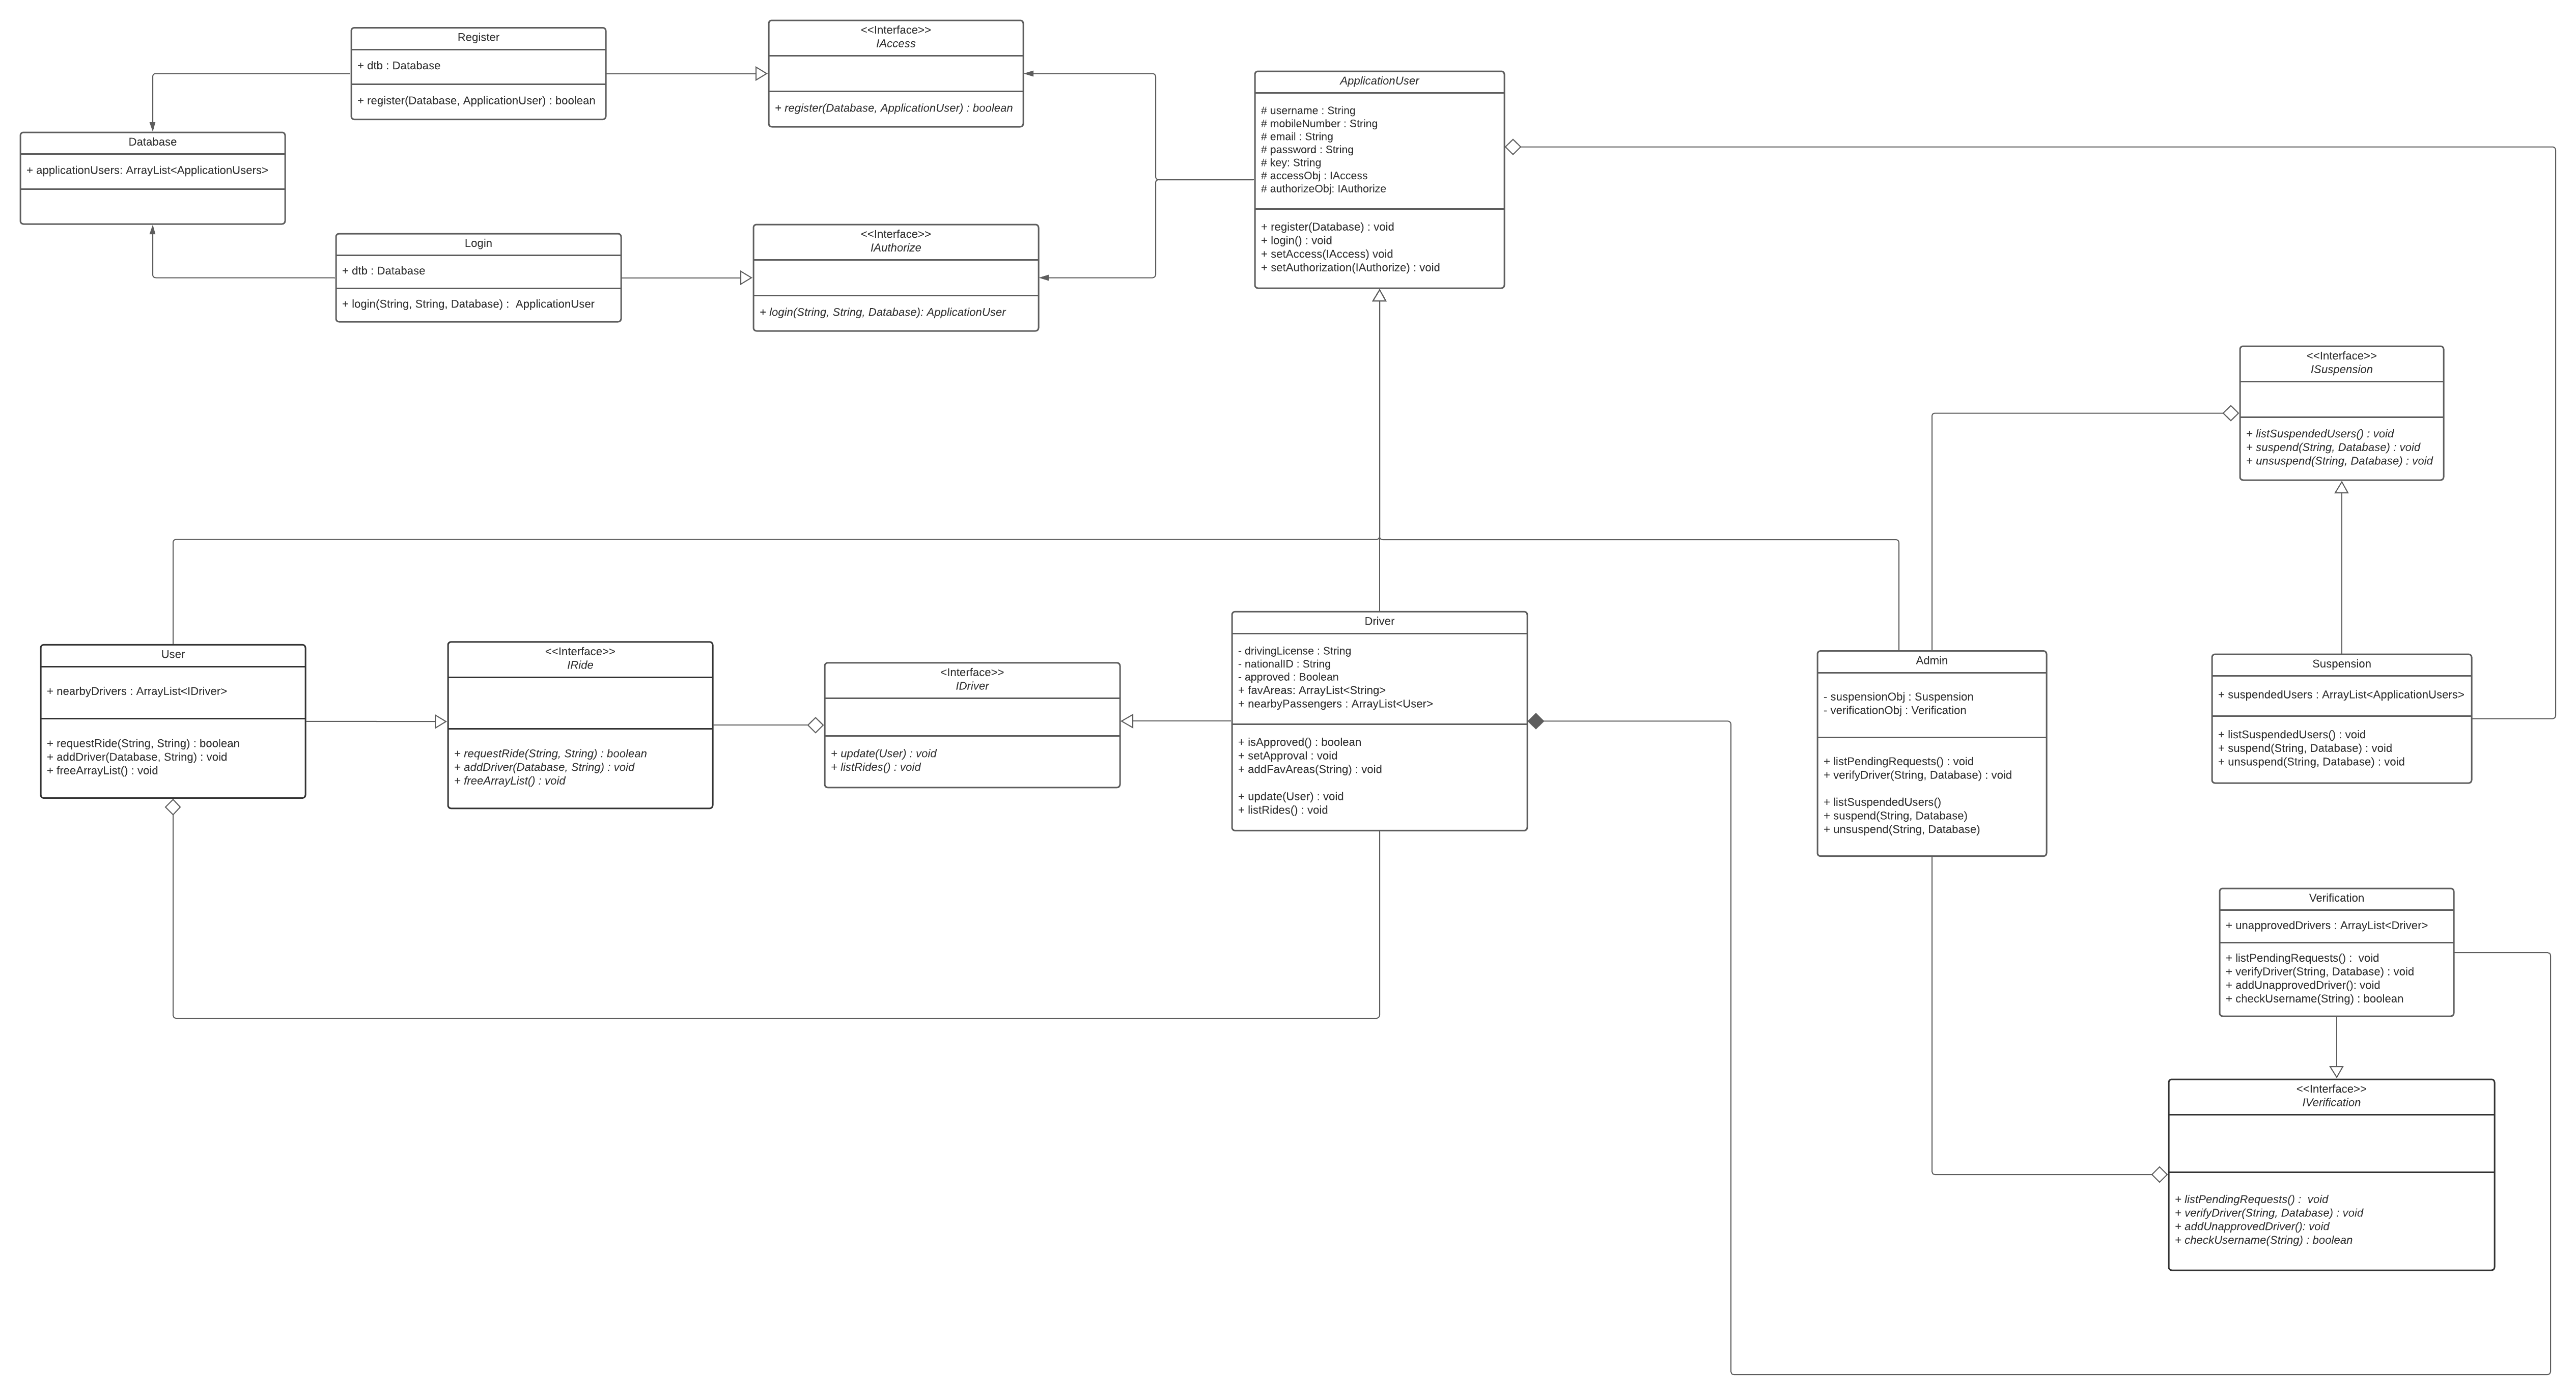 Register
+ dtb : Database
+ register(Database, ApplicationUser) : boolean
<<Interface>>
IAccess
+ register(Database, ApplicationUser) : boolean
ApplicationUser
# username : String
# mobileNumber : String
# email : String
# password : String
# key: String
# accessObj : IAccess
# authorizeObj: IAuthorize
+ register(Database) : void
+ login() : void
+ setAccess(IAccess) void
+ setAuthorization(IAuthorize) : void
Database
+ applicationUsers: ArrayList<ApplicationUsers>
Login
+ dtb : Database
+ login(String, String, Database) :  ApplicationUser
<<Interface>>
IAuthorize
+ login(String, String, Database): ApplicationUser
<<Interface>>
ISuspension
+ listSuspendedUsers() : void
+ suspend(String, Database) : void
+ unsuspend(String, Database) : void
User
+ nearbyDrivers : ArrayList<IDriver>
+ requestRide(String, String) : boolean
+ addDriver(Database, String) : void
+ freeArrayList() : void
<<Interface>>
IRide
+ requestRide(String, String) : boolean
+ addDriver(Database, String) : void
+ freeArrayList() : void
<Interface>>
IDriver
+ update(User) : void
+ listRides() : void
Driver
- drivingLicense : String
- nationalID : String
- approved : Boolean
+ favAreas: ArrayList<String>
+ nearbyPassengers : ArrayList<User>
+ isApproved() : boolean
+ setApproval : void
+ addFavAreas(String) : void
+ update(User) : void
+ listRides() : void
Admin
- suspensionObj : Suspension
- verificationObj : Verification
+ listPendingRequests() : void
+ verifyDriver(String, Database) : void
+ listSuspendedUsers()
+ suspend(String, Database)
+ unsuspend(String, Database)
Suspension
+ suspendedUsers : ArrayList<ApplicationUsers>
+ listSuspendedUsers() : void
+ suspend(String, Database) : void
+ unsuspend(String, Database) : void
Verification
+ unapprovedDrivers : ArrayList<Driver>
+ listPendingRequests() :  void
+ verifyDriver(String, Database) : void
+ addUnapprovedDriver(): void
+ checkUsername(String) : boolean
<<Interface>>
IVerification
+ listPendingRequests() :  void
+ verifyDriver(String, Database) : void
+ addUnapprovedDriver(): void
+ checkUsername(String) : boolean